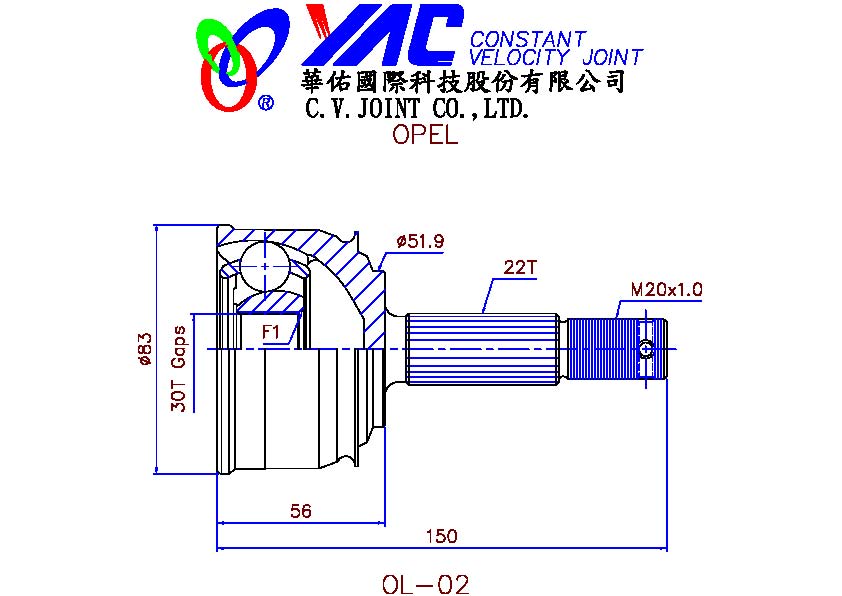 YAC CONSTANT
VELOCITY JOINT
®
華佑國際科技股份有限公司
C.V.JOINT CO.,LTD.
OPEL
ø51.9
22T
M20x1.0
F1
ø83
30T Gaps
56
150
OL-02